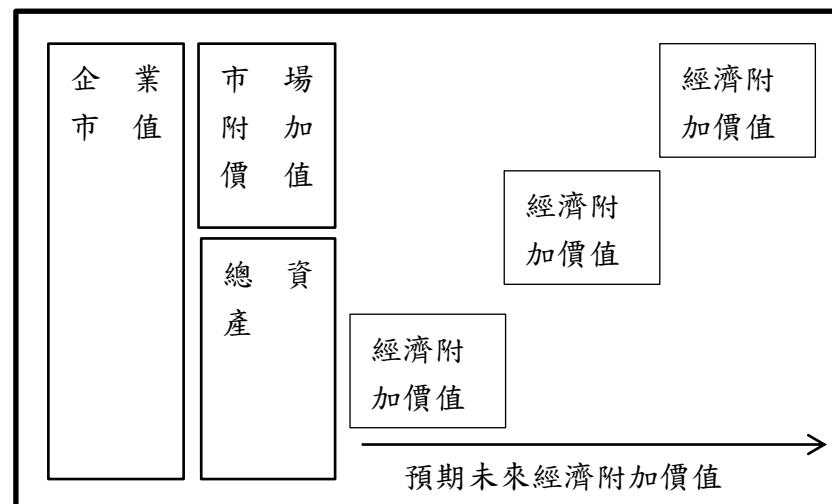 企業
市值
市場
附加
價值
總資
產
經濟附
加價值
經濟附
加價值
經濟附
加價值
預期未來經濟附加價值